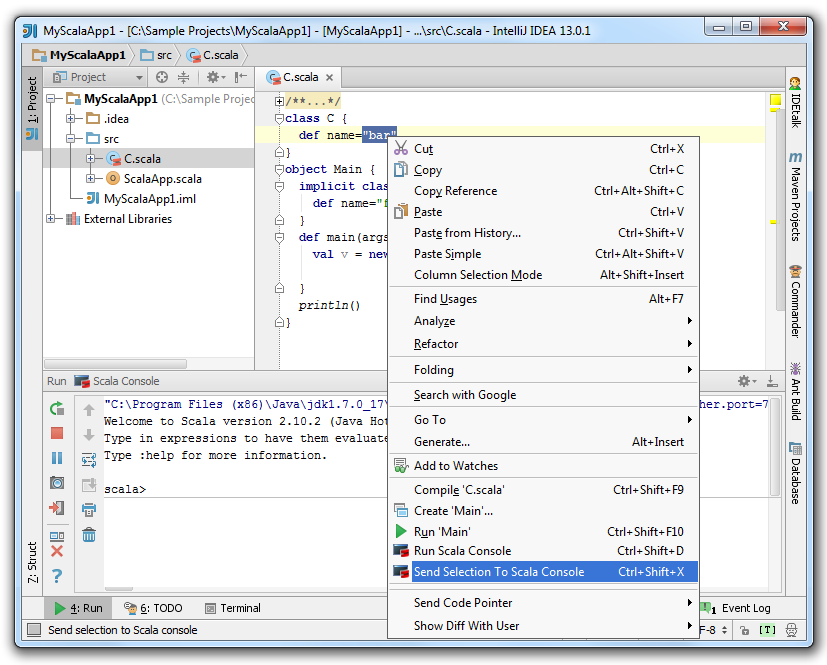 MyScalaApp1 - [C:\Sample Projects\MyScalaApp1] - [MyScalaApp1] - ...\src\C.scala - IntelliJ IDEA 13.0.1
MyScalaApp1 src C.scala
Project
C.scala
1: Project
MyScalaApp1 (C:\Sample Projec
.idea
src
C.scala
ScalaApp.scala
MyScalaApp1.iml
External Libraries
/**...*/
class C {
def name="bar"
}
object Main {
implicit clas
def name="f
}
def main(args
val v = new
}
println()
}
Cut Ctrl+X
Copy Ctrl+C
Copy Reference Ctrl+Alt+Shift+C
Paste Ctrl+V
Paste from History... Ctrl+Shift+V
Paste Simple Ctrl+Alt+Shift+V
Column Selection Mode Alt+Shift+Insert
Find Usages Alt+F7
Analyze
Refactor
Folding
Search with Google
Go To
Generate... Alt+Insert
Add to Watches
Compile 'C.scala' Ctrl+Shift+F9
Create 'Main'...
Run 'Main' Ctrl+Shift+F10
Run Scala Console Ctrl+Shift+D
Send Selection To Scala Console Ctrl+Shift+X
Send Code Pointer
Show Diff With User
IDEtalk
Maven Projects
Commander
Ant Build
Database
Run Scala Console
"C:\Program Files (x86)\Java\jdk1.7.0_17\
her.port=7
Welcome to Scala version 2.10.2 (Java Hot
Type in expressions to have them evaluate
Type :help for more information.
scala>
Z: Struct
4: Run 6: TODO Terminal
1 Event Log
Send selection to Scala console
F-8 [T]